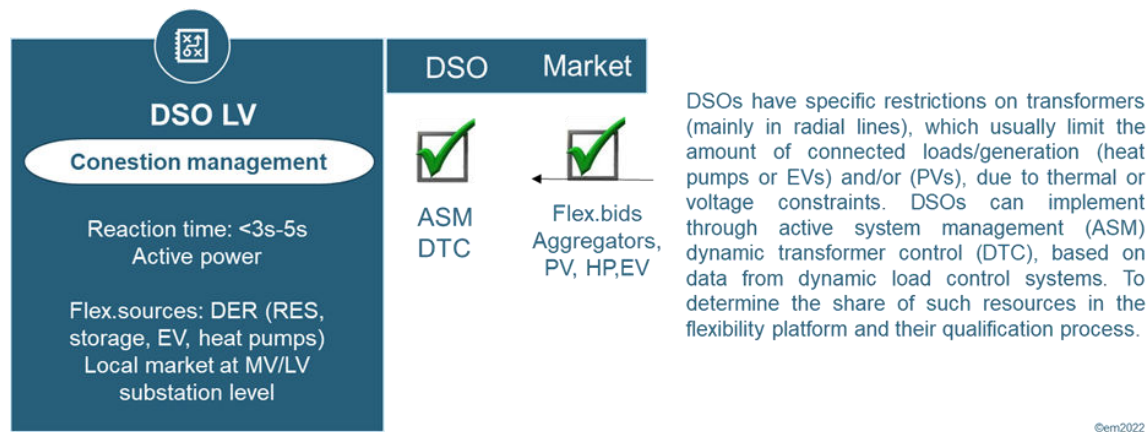 DSO LV
Conestion management
Reaction time: <3s-5s
Active power
Flex.sources: DER (RES,
storage, EV, heat pumps)
Local market at MV/LV
substation level
DSO
Market
ASM
DTC
Flex.bids
Aggregators,
PV, HP,EV
DSOs have specific restrictions on transformers
(mainly in radial lines), which usually limit the
amount of connected loads/generation (heat
pumps or EVs) and/or (PVs), due to thermal or
voltage constraints. DSOs can implement
through active system management (ASM)
dynamic transformer control (DTC), based on
data from dynamic load control systems. To
determine the share of such resources in the
flexibility platform and their qualification process.
©em2022